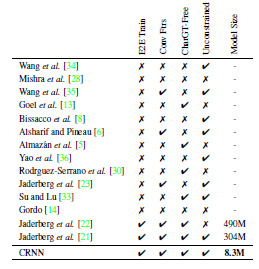 E2E Train Conv Ftrs CharGT-Free Unconstrained Model Size
Wang et al. [34] ✗ ✗ ✗ ✔ -
Mishra et al. [28] ✗ ✗ ✗ ✗ -
Wang et al. [35] ✗ ✔ ✗ ✔ -
Goel et al. [13] ✗ ✗ ✔ ✗ -
Bissacco et al. [8] ✗ ✗ ✗ ✔ -
Alsharif and Pineau [6] ✗ ✔ ✗ ✔ -
Almazán et al. [5] ✗ ✗ ✔ ✗ -
Yao et al. [36] ✗ ✗ ✗ ✔ -
Rodrguez-Serrano et al. [30] ✗ ✗ ✔ ✗ -
Jaderberg et al. [23] ✗ ✔ ✗ ✔ -
Su and Lu [33] ✗ ✗ ✔ ✔ -
Gordo [14] ✗ ✗ ✗ ✗ -
Jaderberg et al. [22] ✔ ✔ ✔ ✗ 490M
Jaderberg et al. [21] ✔ ✔ ✔ ✔ 304M
CRNN ✔ ✔ ✔ ✔ 8.3M